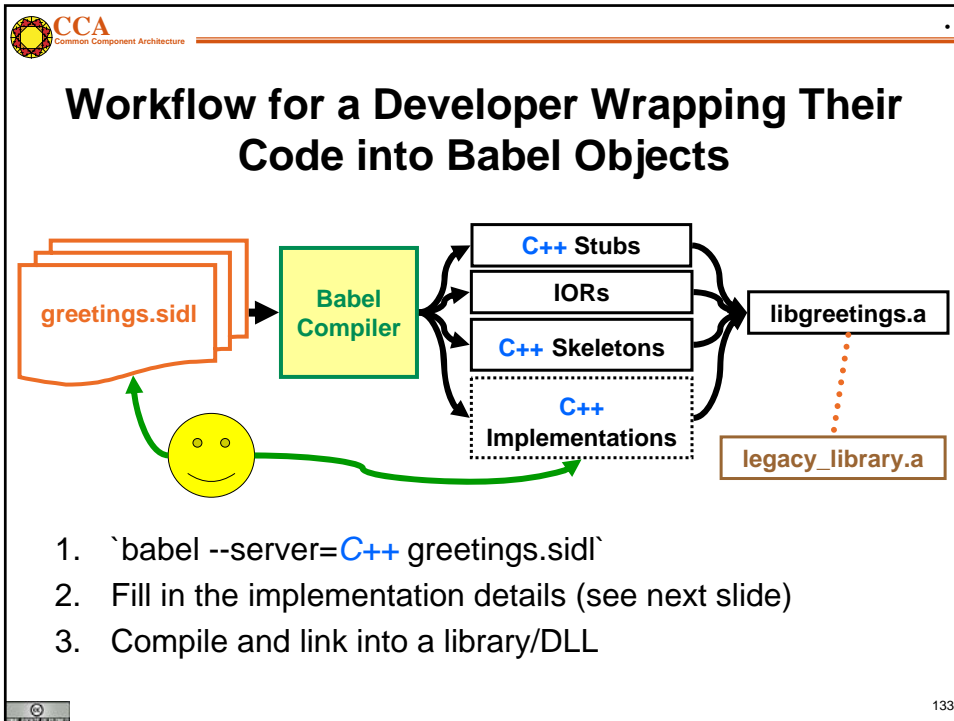 CCA
Common Component Architecture
Workflow for a Developer Wrapping Their
Code into Babel Objects
greetings.sidl
Babel
Compiler
C++ Stubs
IORs
C++ Skeletons
C++
Implementations
libgreetings.a
legacy_library.a
1. `babel --server=C++ greetings.sidl`
2. Fill in the implementation details (see next slide)
3. Compile and link into a library/DLL
133